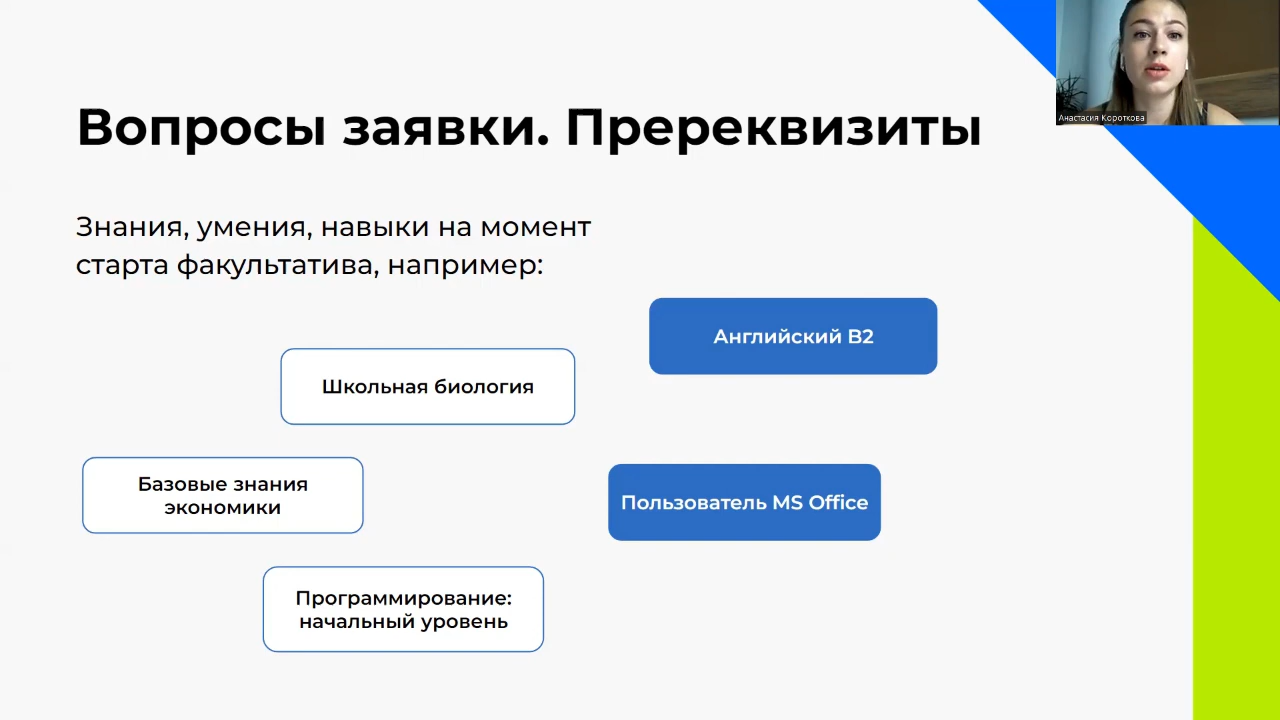 Вопросы заявки. Пререквизиты
Анастасия Короткова
Знания, умения, навыки на момент
старта факультатива, например:
Английский B2
Школьная биология
Базовые знания
экономики
Пользователь MS Office
Программирование:
начальный уровень